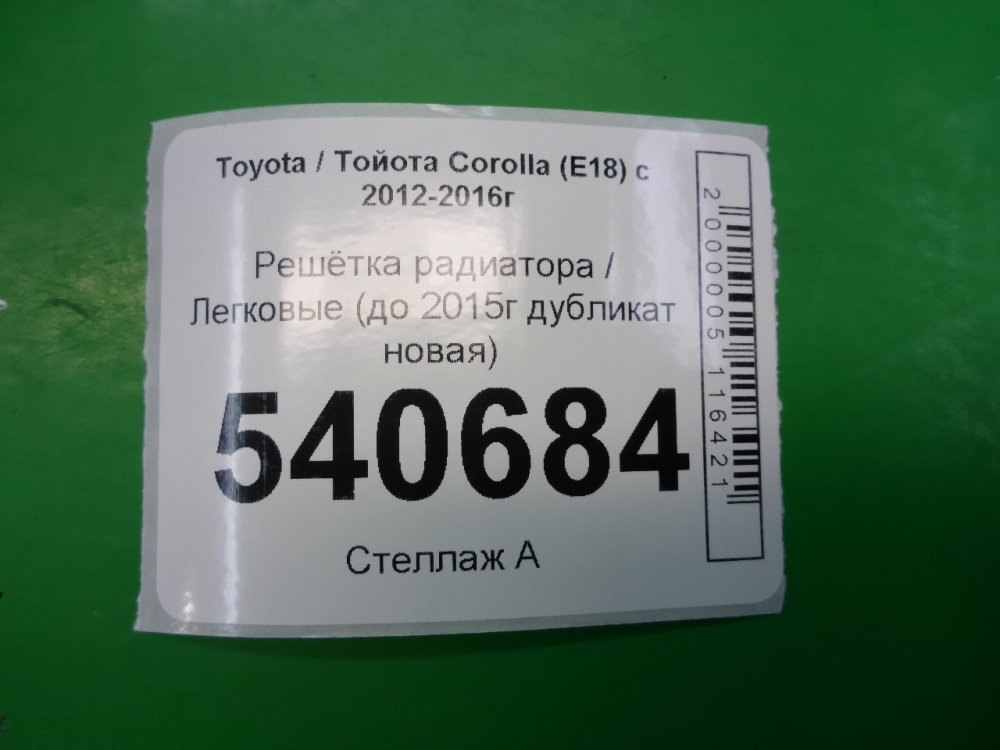 Toyota / Тойота Corolla (E18) с
2012-2016г
Решётка радиатора /
Легковые (до 2015г дубликат
новая)
540684
Стеллаж А
2000005116421